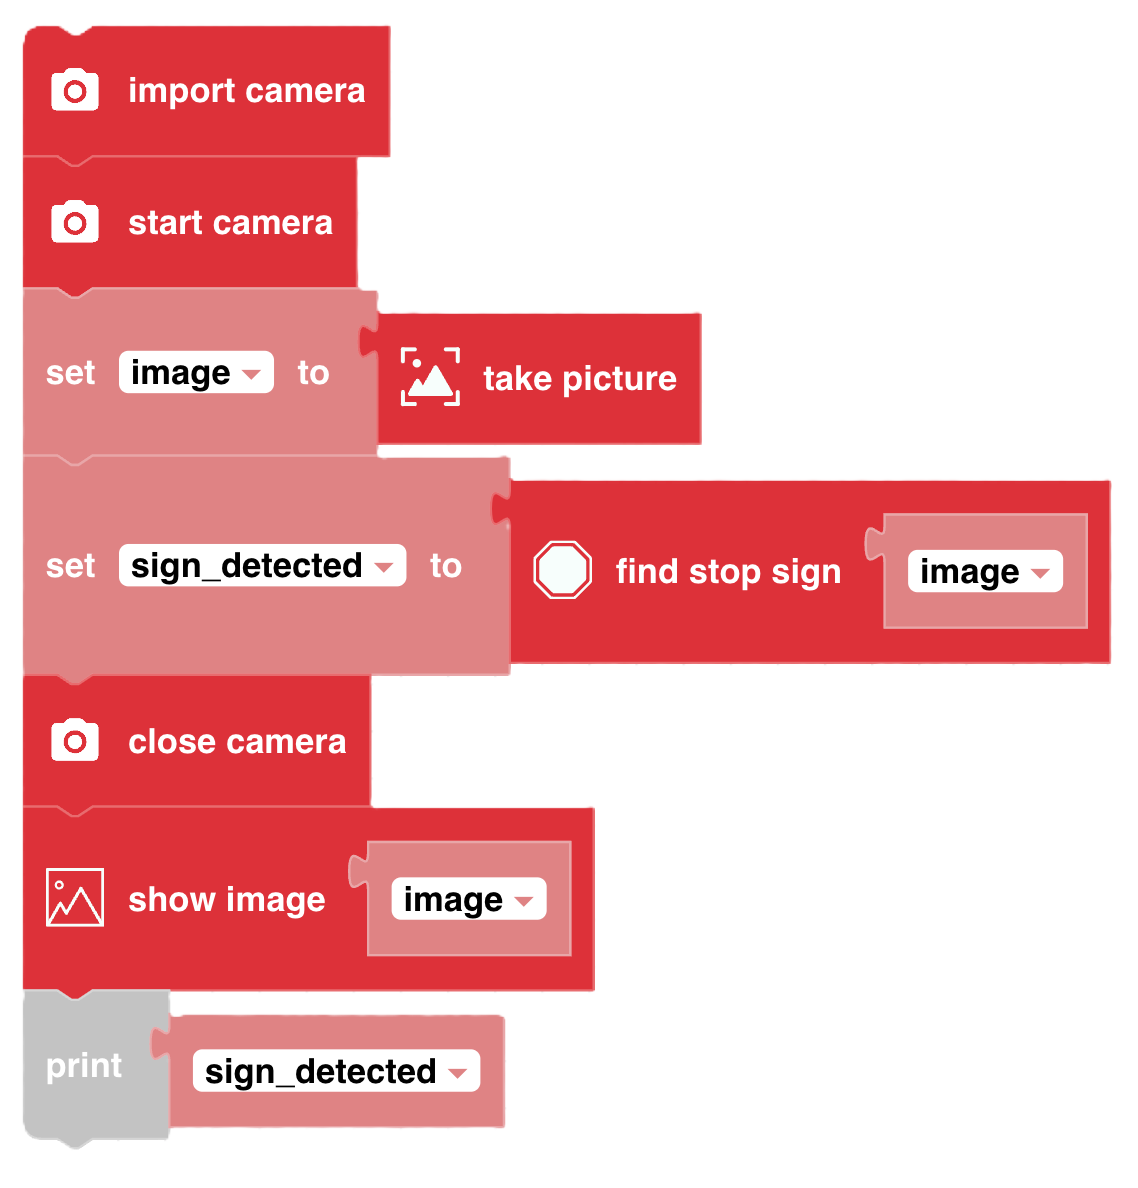 import camera
start camera
set image to take picture
set sign_detected to find stop sign image
close camera
show image image
print sign_detected